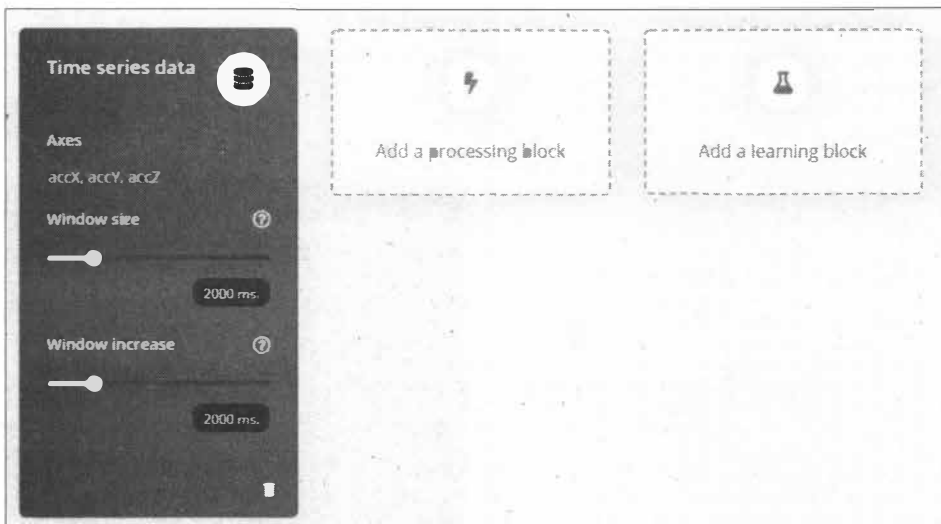 Time series data
Axes
accX, accY, accZ
Window size
2000 ms.
Window increase
2000 ms.
Add a processing block
Add a learning block